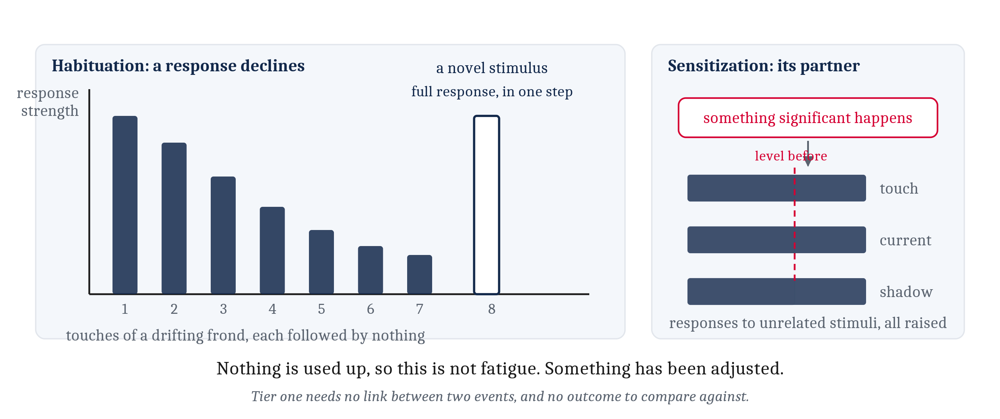 Habituation: a response declines
a novel stimulus
full response, in one step
response
strength
1 2 3 4 5 6 7 8
touches of a drifting frond, each followed by nothing
Sensitization: its partner
something significant happens
level before
touch
current
shadow
responses to unrelated stimuli, all raised
Nothing is used up, so this is not fatigue. Something has been adjusted.
Tier one needs no link between two events, and no outcome to compare against.